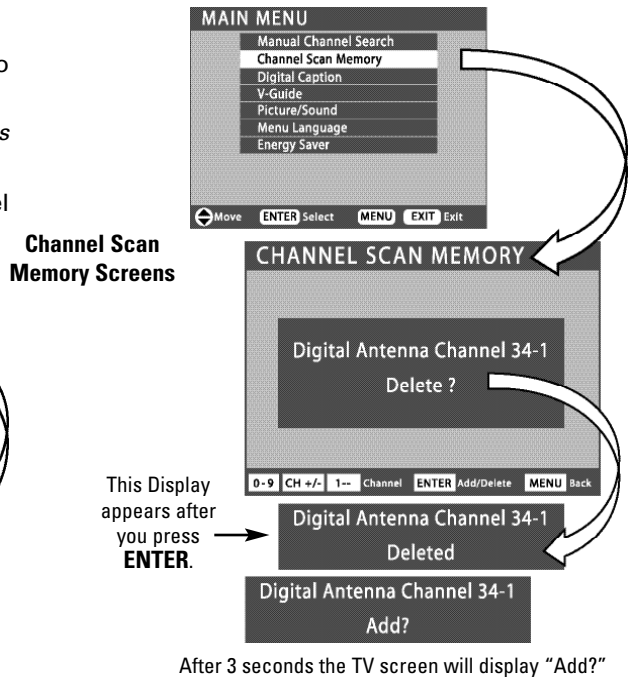 MAIN MENU
Manual Channel Search
Channel Scan Memory
Digital Caption
V-Guide
Picture/Sound
Menu Language
Energy Saver
Move ENTER Select MENU EXIT Exit
o
s
el
Channel Scan
Memory Screens
CHANNEL SCAN MEMORY
Digital Antenna Channel 34-1
Delete ?
0-9 CH +/- 1-- Channel ENTER Add/Delete MENU Back
This Display
appears after
you press
ENTER.
Digital Antenna Channel 34-1
Deleted
Digital Antenna Channel 34-1
Add?
After 3 seconds the TV screen will display “Add?”